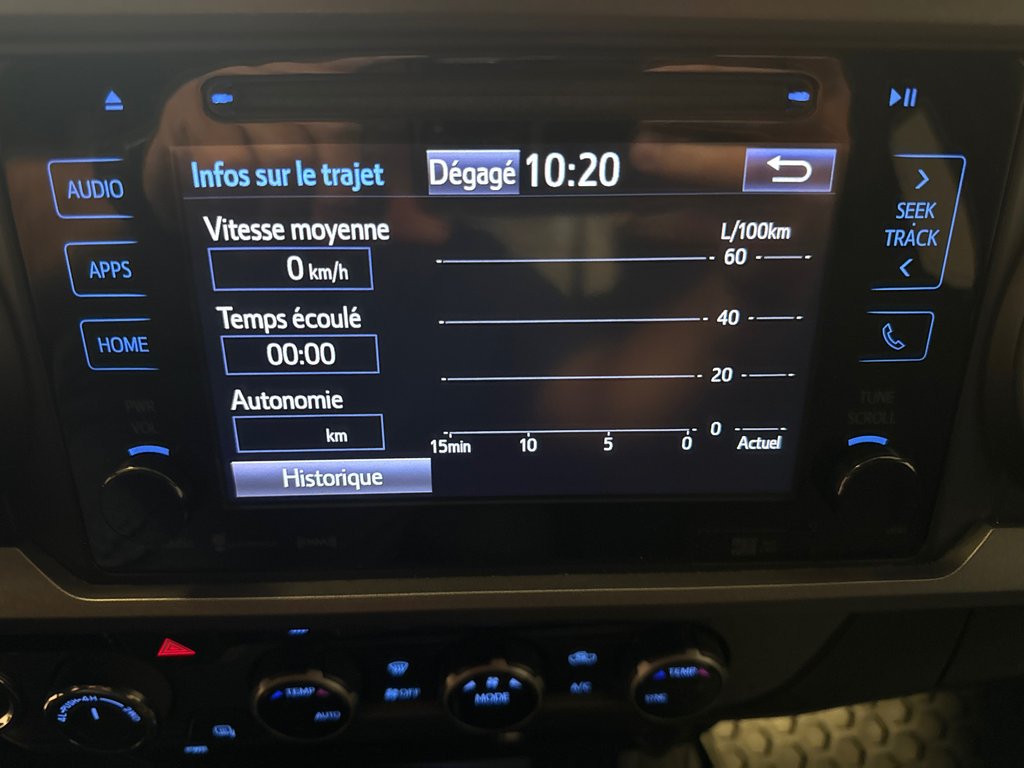 AUDIO
APPS
HOME
PWR
VOL
Infos sur le trajet
Dégagé 10:20
Vitesse moyenne
0 km/h
Temps écoulé
00:00
Autonomie
km
Historique
L/100km
60
40
20
0
15min 10 5 0 Actuel
SEEK
TRACK
TUNE
SCROLL
TEMP
AUTO
OFF
MODE
A/C
TEMP
SYNC
2WD